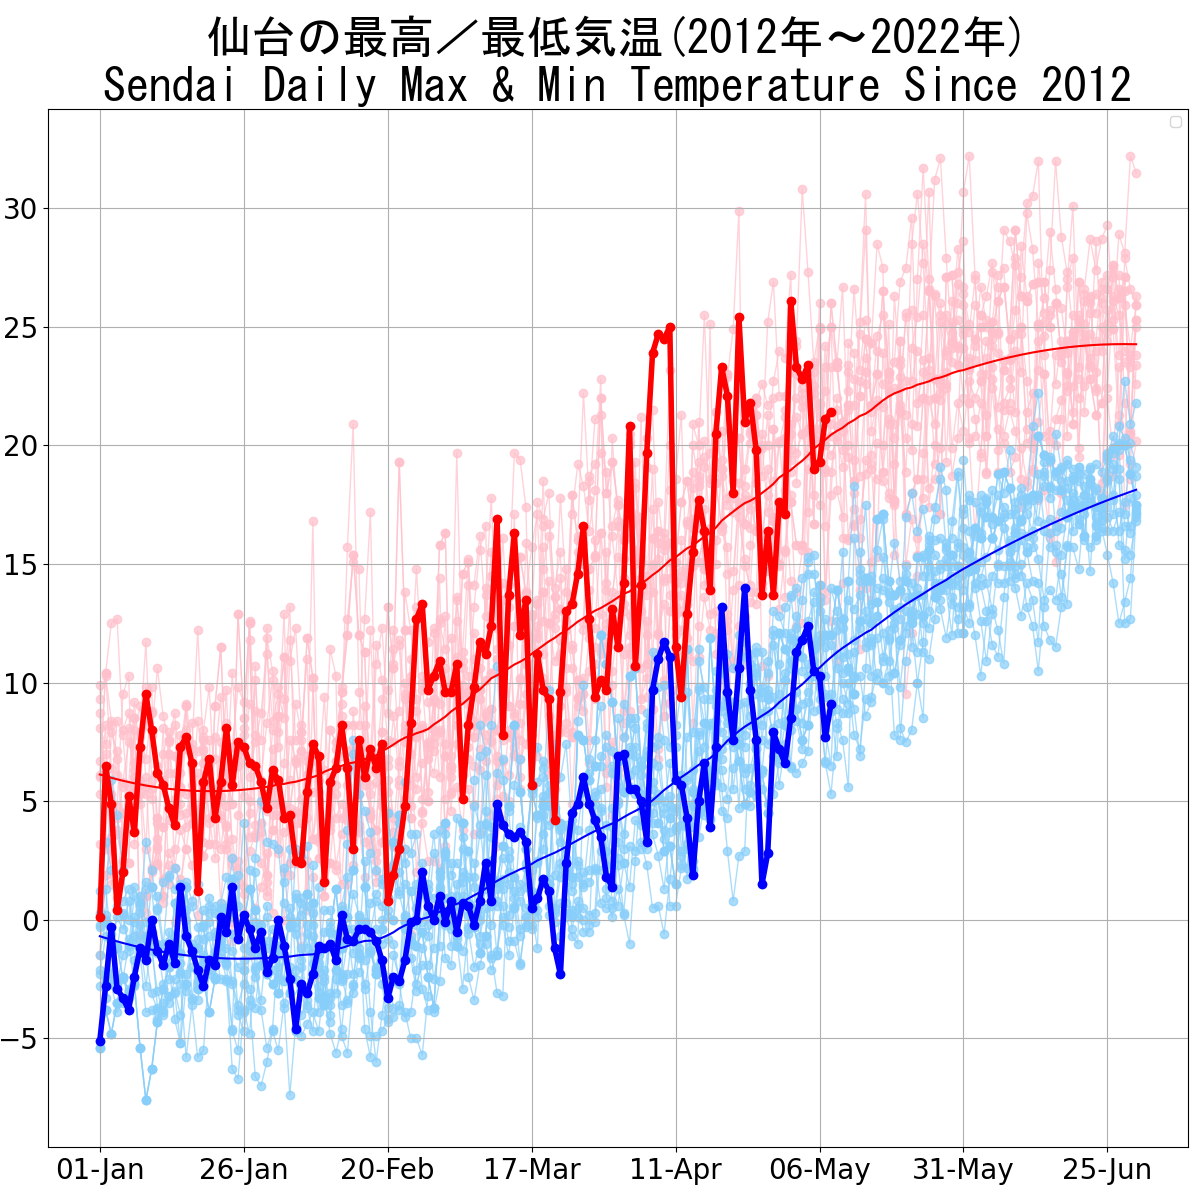 仙台の最高／最低気温(2012年～2022年)
Sendai Daily Max & Min Temperature Since 2012
30
25
20
15
10
5
0
−5
01-Jan 26-Jan 20-Feb 17-Mar 11-Apr 06-May 31-May 25-Jun